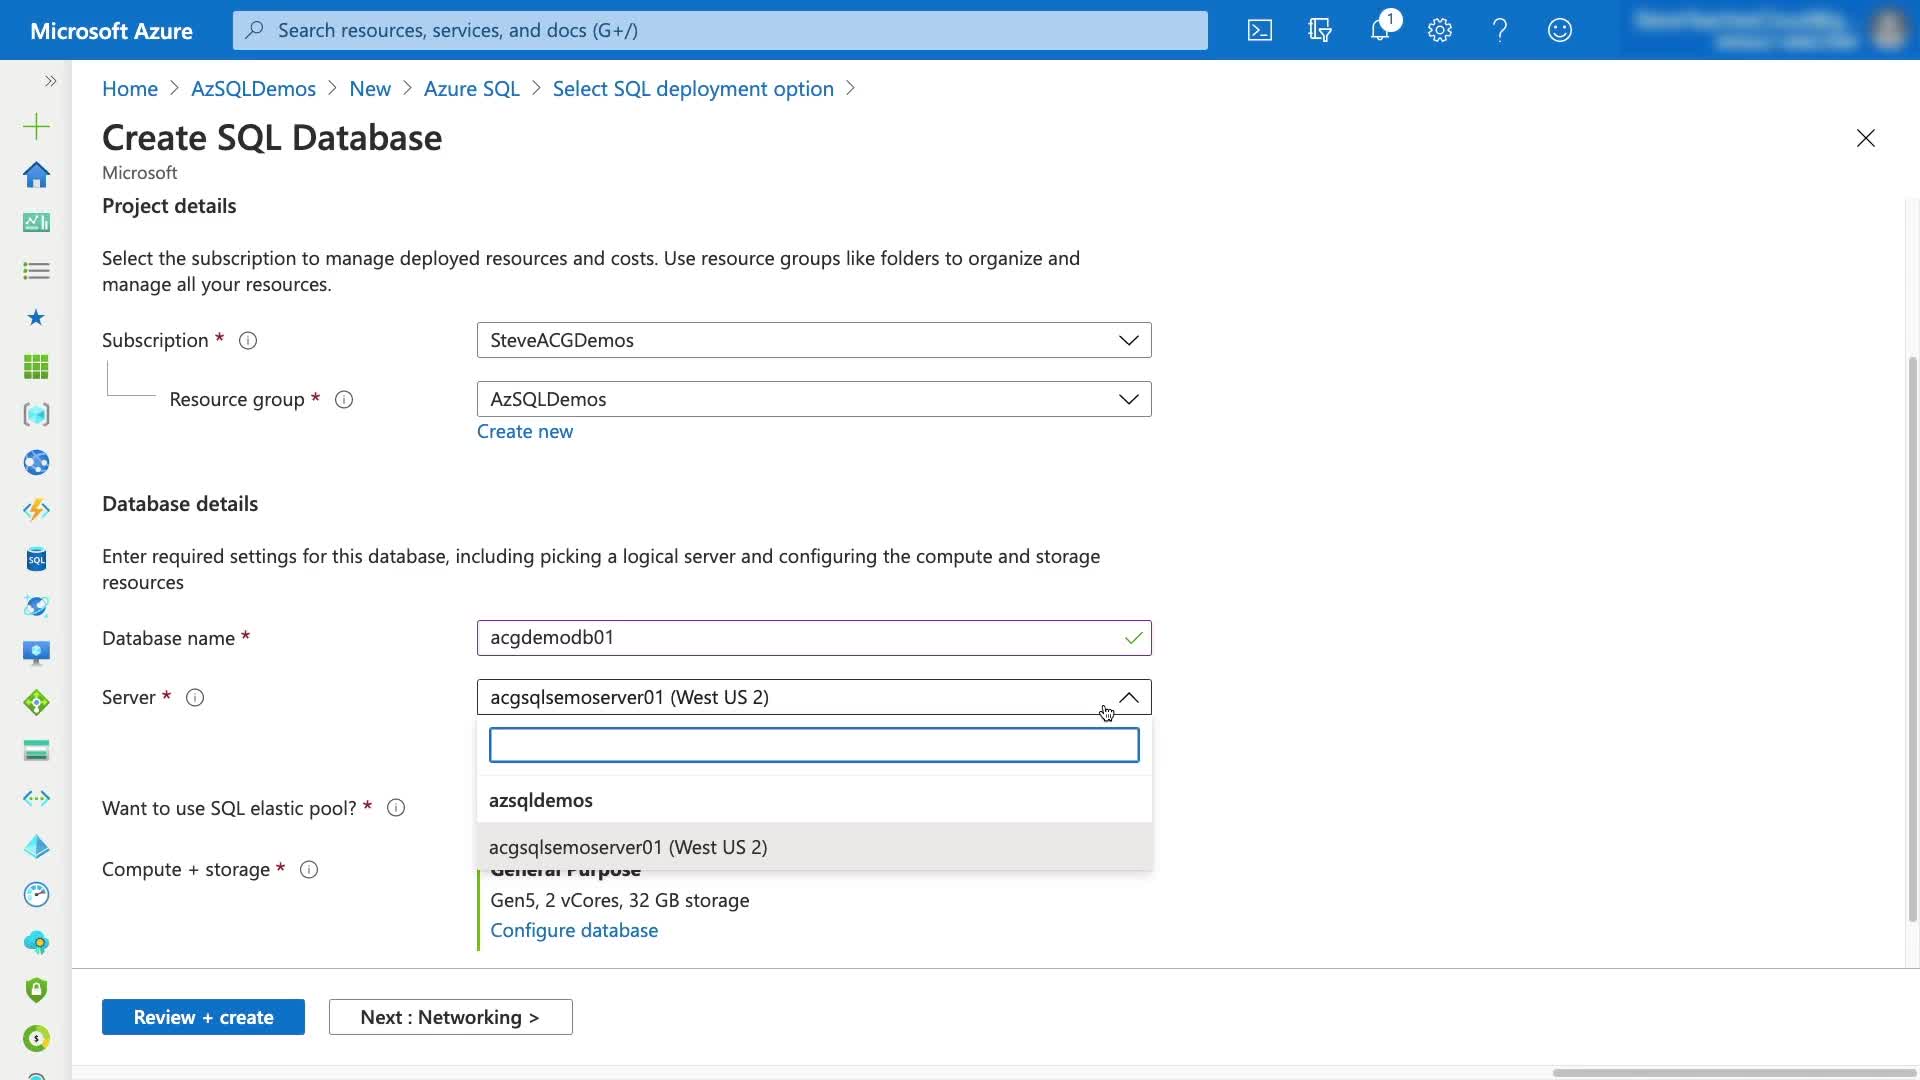 Microsoft Azure
Search resources, services, and docs (G+/)
1
Home > AzSQLDemos > New > Azure SQL > Select SQL deployment option >
Create SQL Database
Microsoft
Project details
Select the subscription to manage deployed resources and costs. Use resource groups like folders to organize and
manage all your resources.
Subscription *
SteveACGDemos
Resource group *
AzSQLDemos
Create new
Database details
Enter required settings for this database, including picking a logical server and configuring the compute and storage
resources
Database name *
acgdemodb01
Server *
acgsqlsemoserver01 (West US 2)
azsqldemos
acgsqlsemoserver01 (West US 2)
Want to use SQL elastic pool? *
Compute + storage *
General Purpose
Gen5, 2 vCores, 32 GB storage
Configure database
Review + create
Next : Networking >
SQL